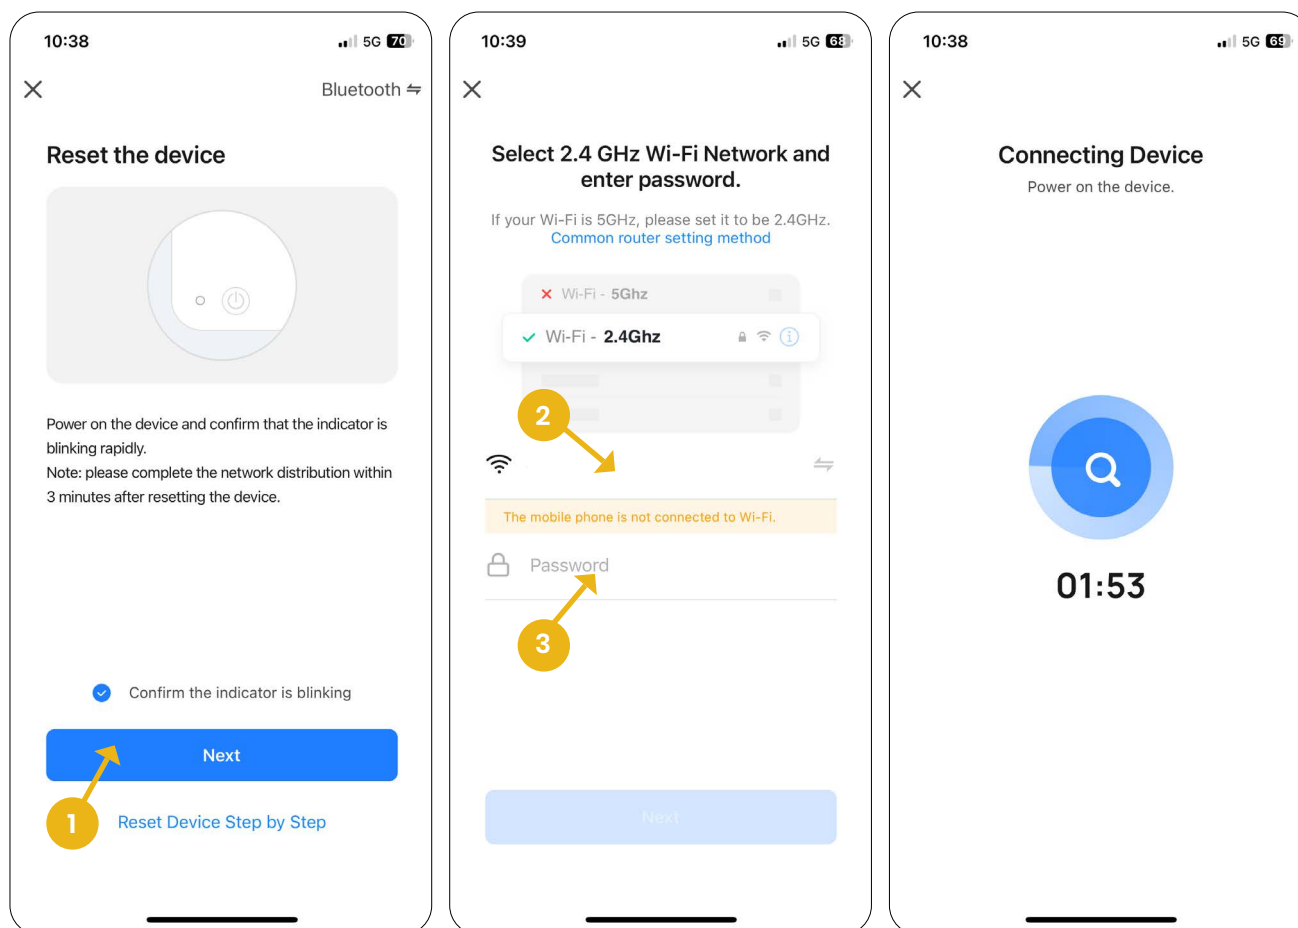 10:38
5G 70
Bluetooth
Reset the device
Power on the device and confirm that the indicator is
blinking rapidly.
Note: please complete the network distribution within
3 minutes after resetting the device.
Confirm the indicator is blinking
Next
1
Reset Device Step by Step
10:39
5G 68
Select 2.4 GHz Wi-Fi Network and
enter password.
If your Wi-Fi is 5GHz, please set it to be 2.4GHz.
Common router setting method
Wi-Fi - 5Ghz
Wi-Fi - 2.4Ghz
2
The mobile phone is not connected to Wi-Fi.
Password
3
Next
10:38
5G 69
Connecting Device
Power on the device.
01:53